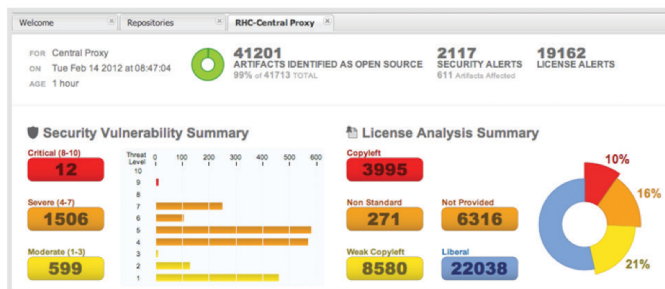 Welcome
Repositories
RHC-Central Proxy
FOR Central Proxy
ON Tue Feb 14 2012 at 08:47:04
AGE 1 hour
41201
ARTIFACTS IDENTIFIED AS OPEN SOURCE
99% of 41713 TOTAL
2117
SECURITY ALERTS
611 Artifacts Affected
19162
LICENSE ALERTS
Security Vulnerability Summary
Critical (8-10)
12
Severe (4-7)
1506
Moderate (1-3)
599
Threat
Level
0 100 200 300 400 500 600
10
9
8
7
6
5
4
3
2
1
License Analysis Summary
Copyleft
3995
Non Standard
271
Not Provided
6316
Weak Copyleft
8580
Liberal
22038
10%
16%
21%